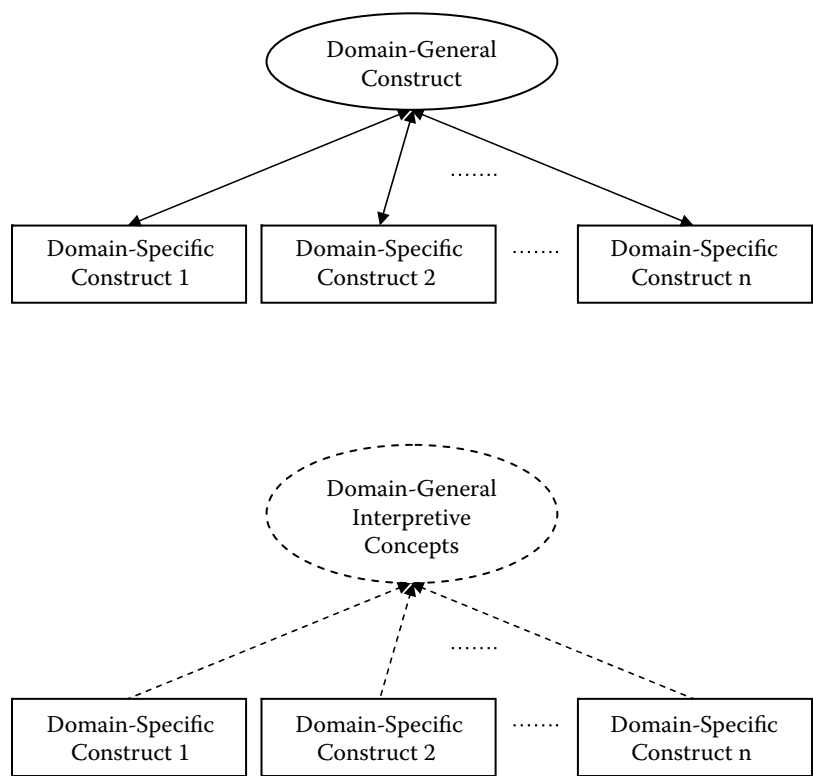 Domain-General
Construct
.......
Domain-Specific
Construct 1
Domain-Specific
Construct 2
.......
Domain-Specific
Construct n
Domain-General
Interpretive
Concepts
.......
Domain-Specific
Construct 1
Domain-Specific
Construct 2
.......
Domain-Specific
Construct n